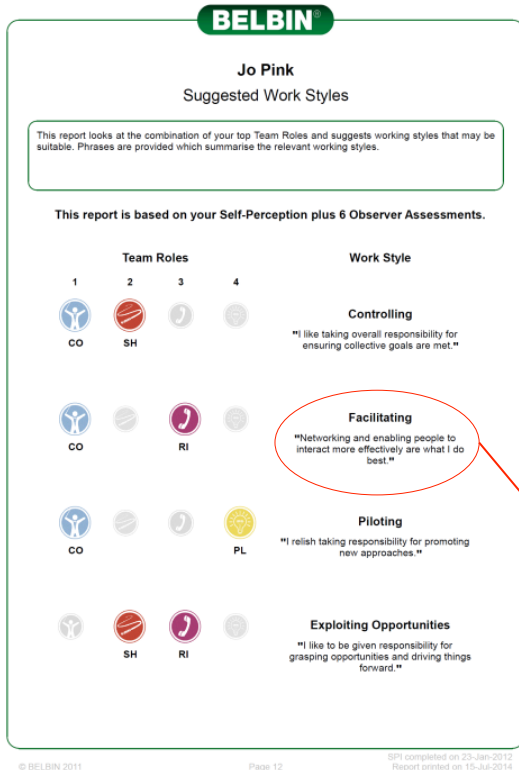 BELBIN®
Jo Pink
Suggested Work Styles
This report looks at the combination of your top Team Roles and suggests working styles that may be
suitable. Phrases are provided which summarise the relevant working styles.
This report is based on your Self-Perception plus 6 Observer Assessments.
Team Roles
Work Style
1 2 3 4
CO SH
Controlling
"I like taking overall responsibility for
ensuring collective goals are met."
CO RI
Facilitating
"Networking and enabling people to
interact more effectively are what I do
best."
CO PL
Piloting
"I relish taking responsibility for promoting
new approaches."
SH RI
Exploiting Opportunities
"I like to be given responsibility for
grasping opportunities and driving things
forward."
© BELBIN 2011
Page 12
SPI completed on 23-Jan-2012
Report printed on 15-Jul-2014